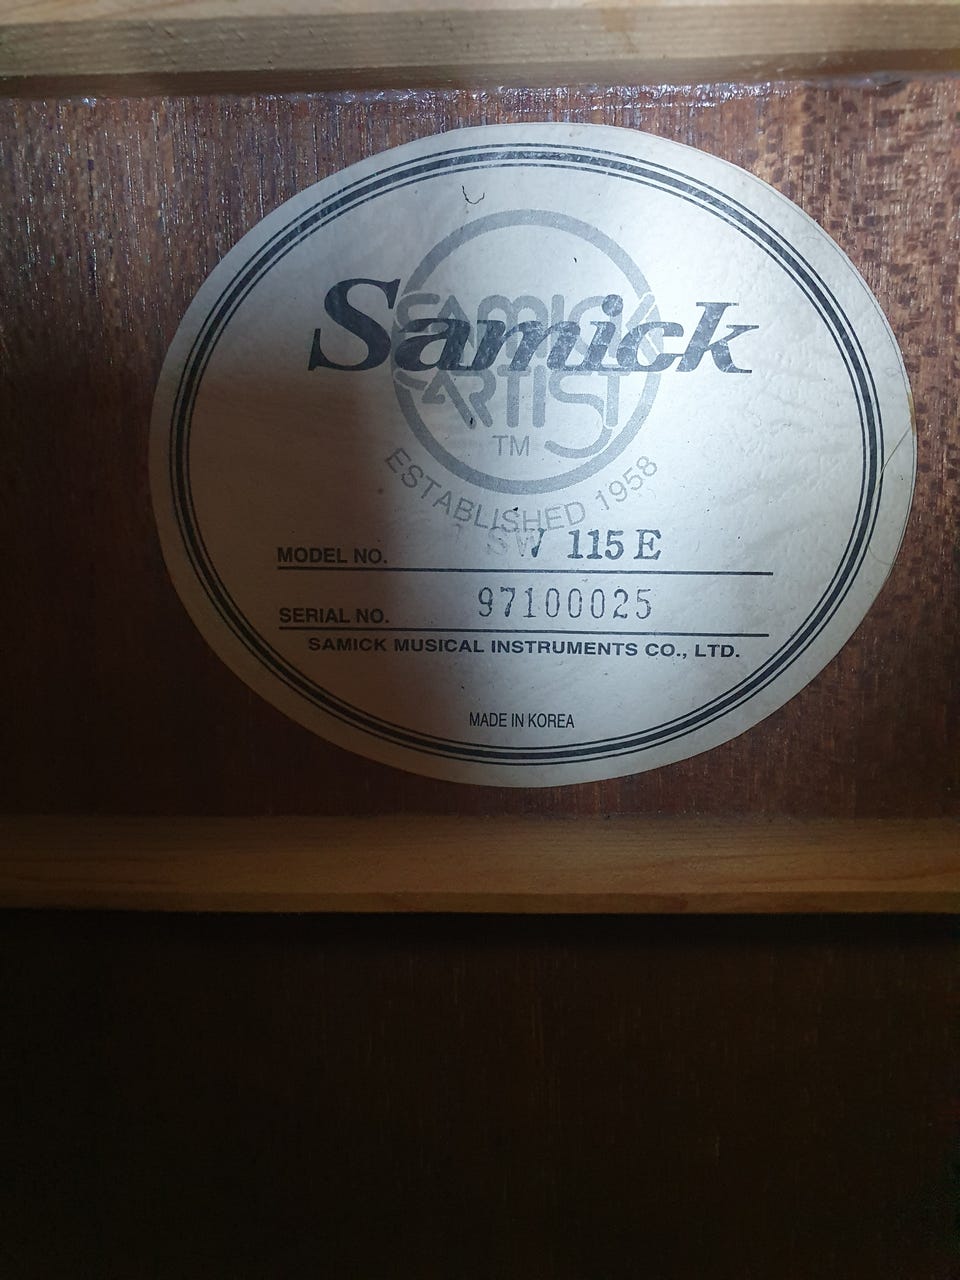 Samick
SAMICK
ARTIST
TM
ESTABLISHED 1958
MODEL NO. SW 115 E
SERIAL NO. 97100025
SAMICK MUSICAL INSTRUMENTS CO., LTD.
MADE IN KOREA